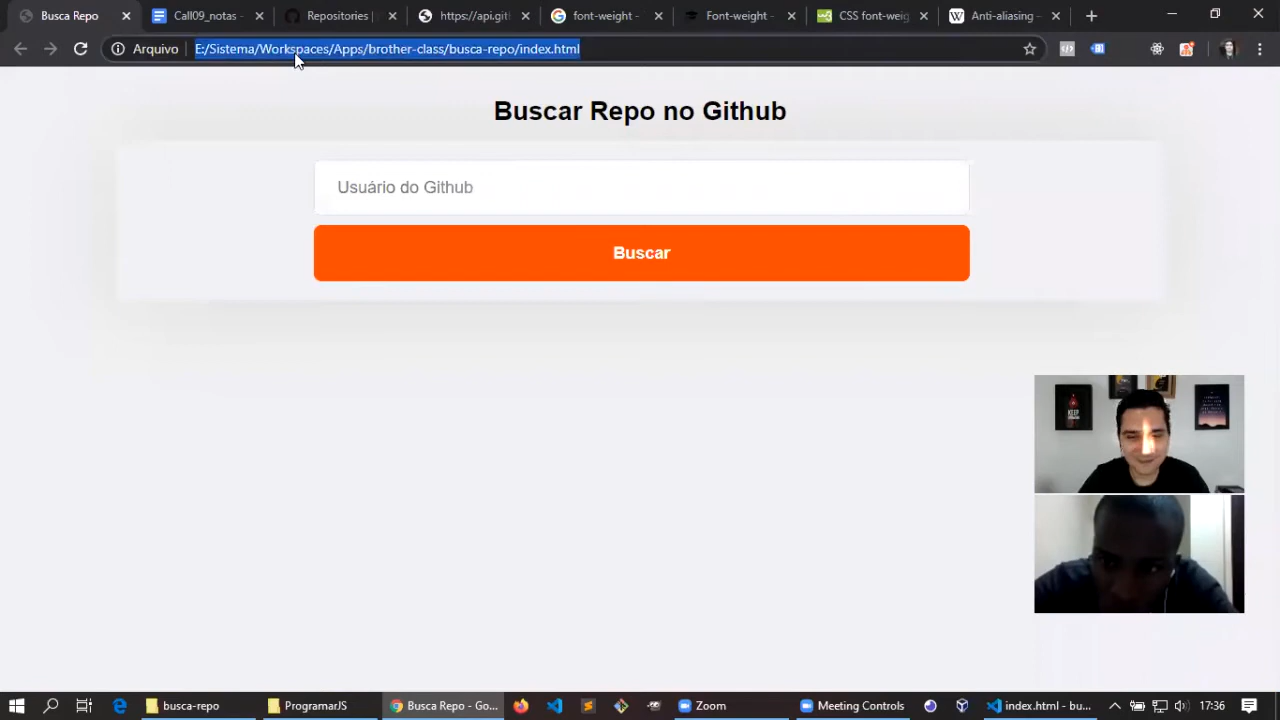 Busca Repo
Call09_notas
Repositories |
https://api.git
font-weight -
Font-weight -
CSS font-weig
Anti-aliasing –
Arquivo
E:/Sistema/Workspaces/Apps/brother-class/busca-repo/index.html
Buscar Repo no Github
Usuário do Github
Buscar
KEEP
busca-repo
ProgramarJS
Busca Repo - Go...
Zoom
Meeting Controls
index.html - bu...
17:36